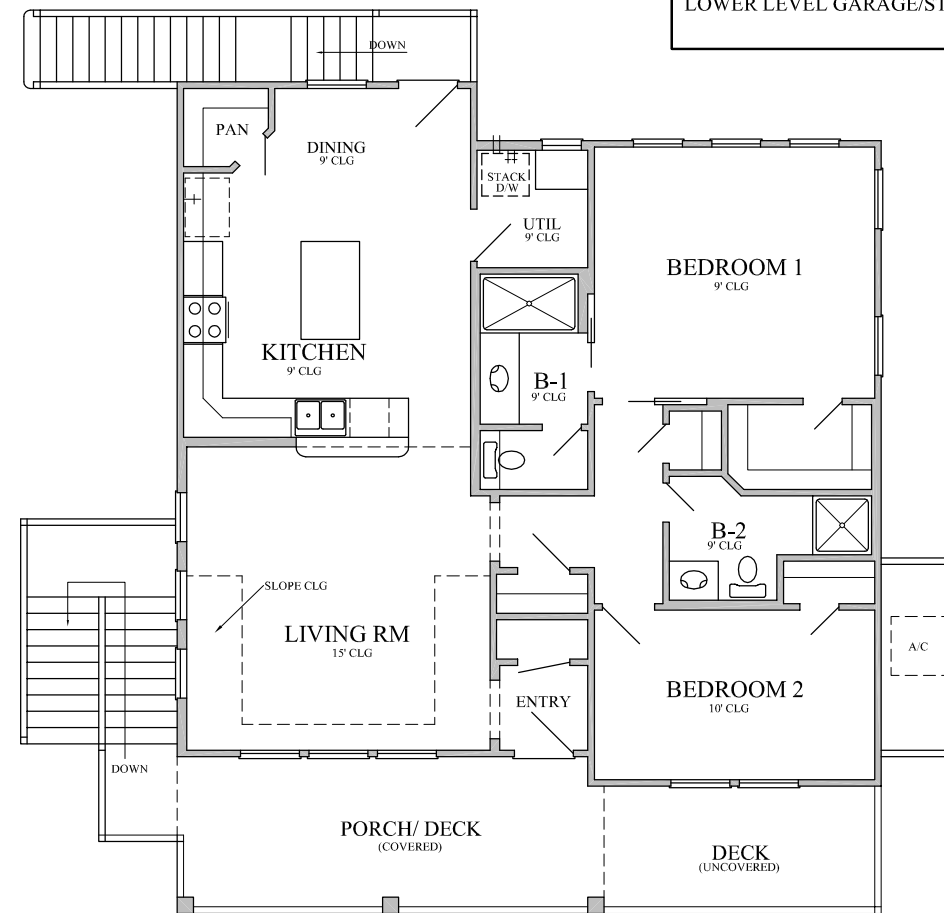 LOWER LEVEL GARAGE/ST
DOWN
PAN
DINING
9' CLG
STACK
D/W
UTIL
9' CLG
BEDROOM 1
9' CLG
KITCHEN
9' CLG
B-1
9' CLG
B-2
9' CLG
SLOPE CLG
LIVING RM
15' CLG
A/C
BEDROOM 2
10' CLG
ENTRY
DOWN
PORCH/ DECK
(COVERED)
DECK
(UNCOVERED)